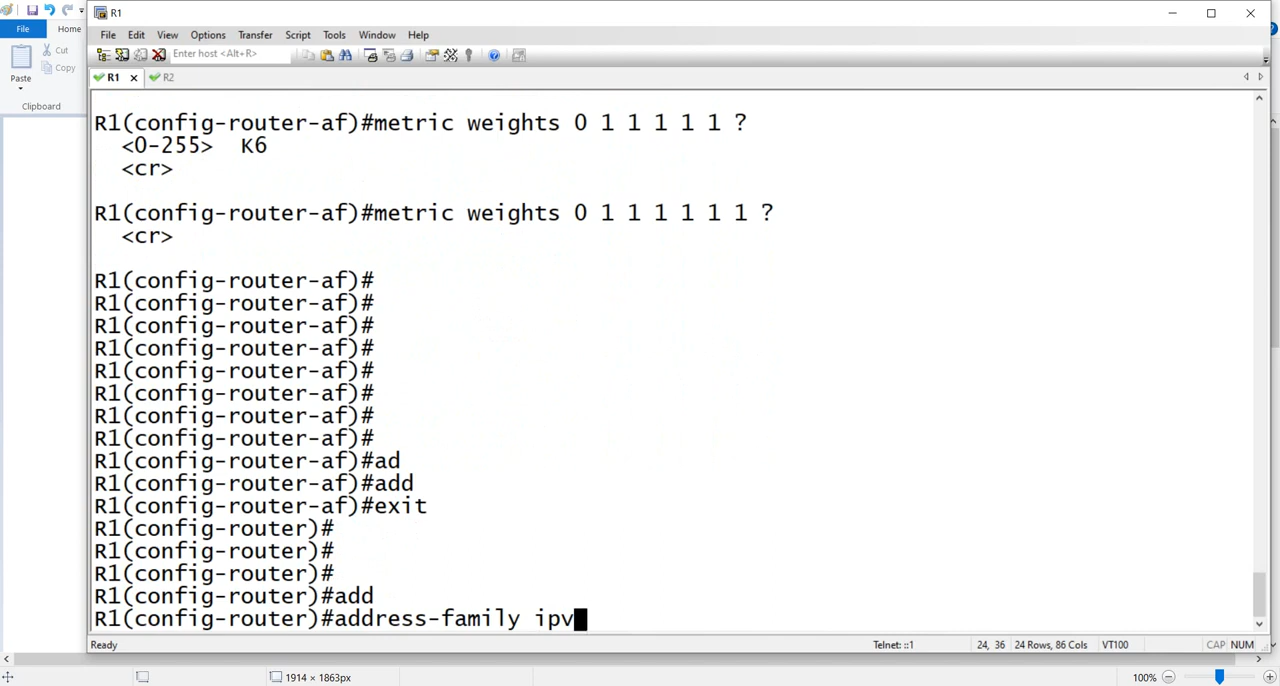 R1
File Home
File Edit View Options Transfer Script Tools Window Help
Cut
Enter host <Alt+R>
Copy
Paste
R1 R2
Clipboard
R1(config-router-af)#metric weights 0 1 1 1 1 1 ?
<0-255> K6
<cr>
R1(config-router-af)#metric weights 0 1 1 1 1 1 1 ?
<cr>
R1(config-router-af)#
R1(config-router-af)#
R1(config-router-af)#
R1(config-router-af)#
R1(config-router-af)#
R1(config-router-af)#
R1(config-router-af)#
R1(config-router-af)#
R1(config-router-af)#ad
R1(config-router-af)#add
R1(config-router-af)#exit
R1(config-router)#
R1(config-router)#
R1(config-router)#
R1(config-router)#add
R1(config-router)#address-family ipv
Ready Telnet: ::1 24, 36 24 Rows, 86 Cols VT100 CAP NUM
1914 × 1863px 100%